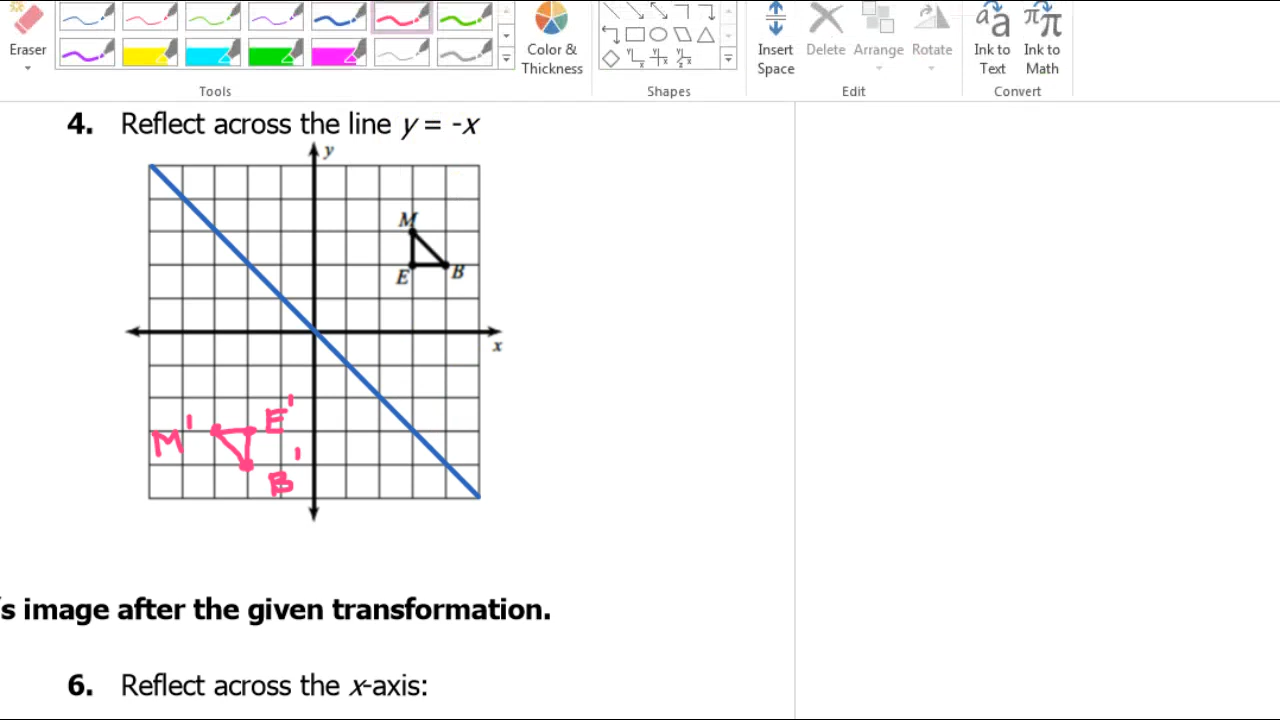 Eraser
Color &
Thickness
Insert
Space
Delete
Arrange
Rotate
Ink to
Text
Ink to
Math
Tools
Shapes
Edit
Convert
4. Reflect across the line y = -x
y
M
E
B
x
M'
E'
B'
's image after the given transformation.
6. Reflect across the x-axis: